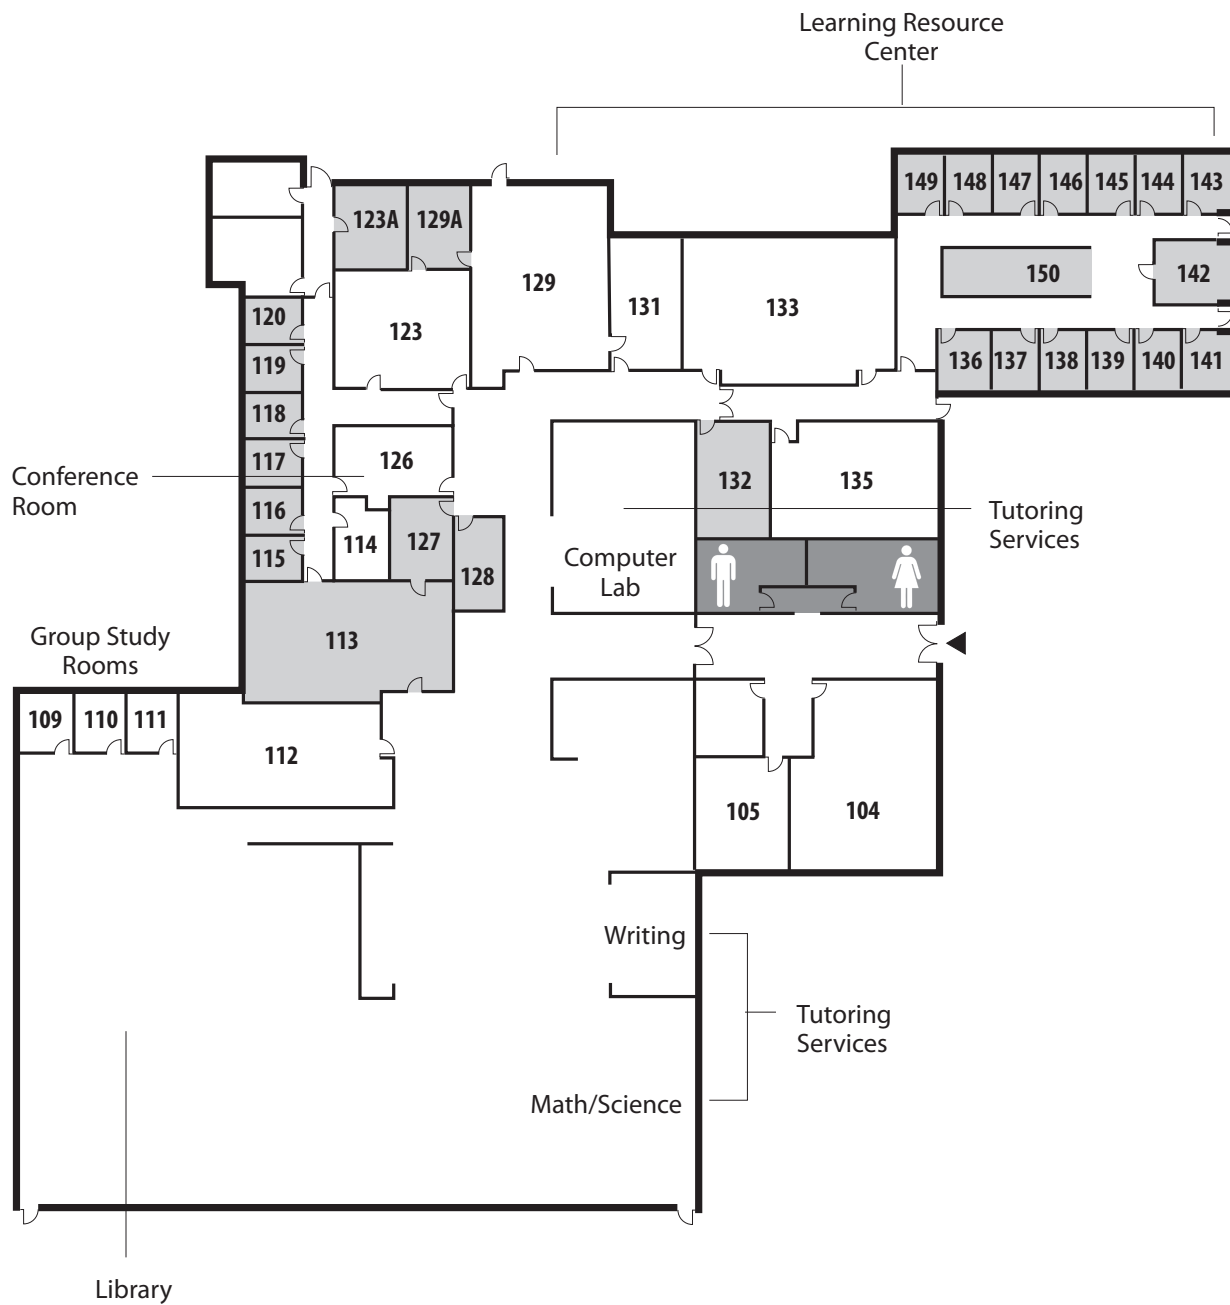 Learning Resource
Center
149 148 147 146 145 144 143
123A 129A
150 142
129
131 133
120
123
119
136 137 138 139 140 141
118
117
126
Conference
Room
132 135
116
Tutoring
Services
114 127
115
Computer
Lab
128
Group Study
Rooms
113
109 110 111
112
105 104
Writing
Tutoring
Services
Math/Science
Library